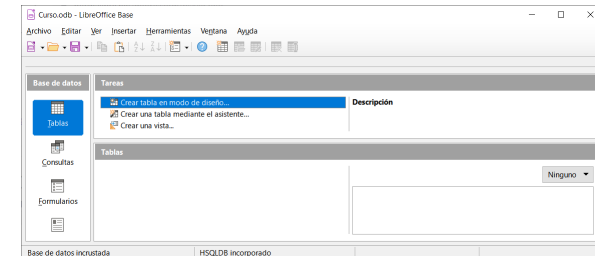 Curso.odb - LibreOffice Base
Archivo Editar Ver Insertar Herramientas Ventana Ayuda
Base de datos
Tareas
Crear tabla en modo de diseño...
Crear una tabla mediante el asistente...
Crear una vista...
Descripción
Tablas
Consultas
Formularios
Tablas
Ninguno
Base de datos incrustada
HSQLDB incorporado